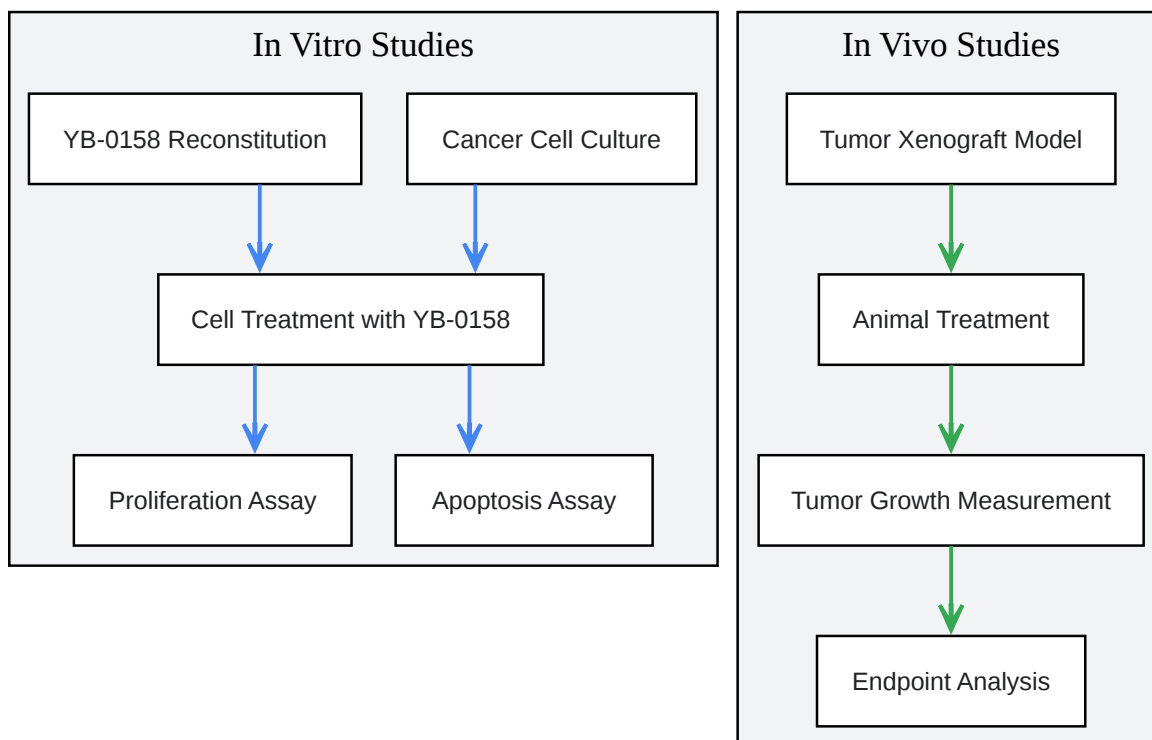 In Vitro Studies
YB-0158 Reconstitution
Cancer Cell Culture
Cell Treatment with YB-0158
Proliferation Assay
Apoptosis Assay
In Vivo Studies
Tumor Xenograft Model
Animal Treatment
Tumor Growth Measurement
Endpoint Analysis